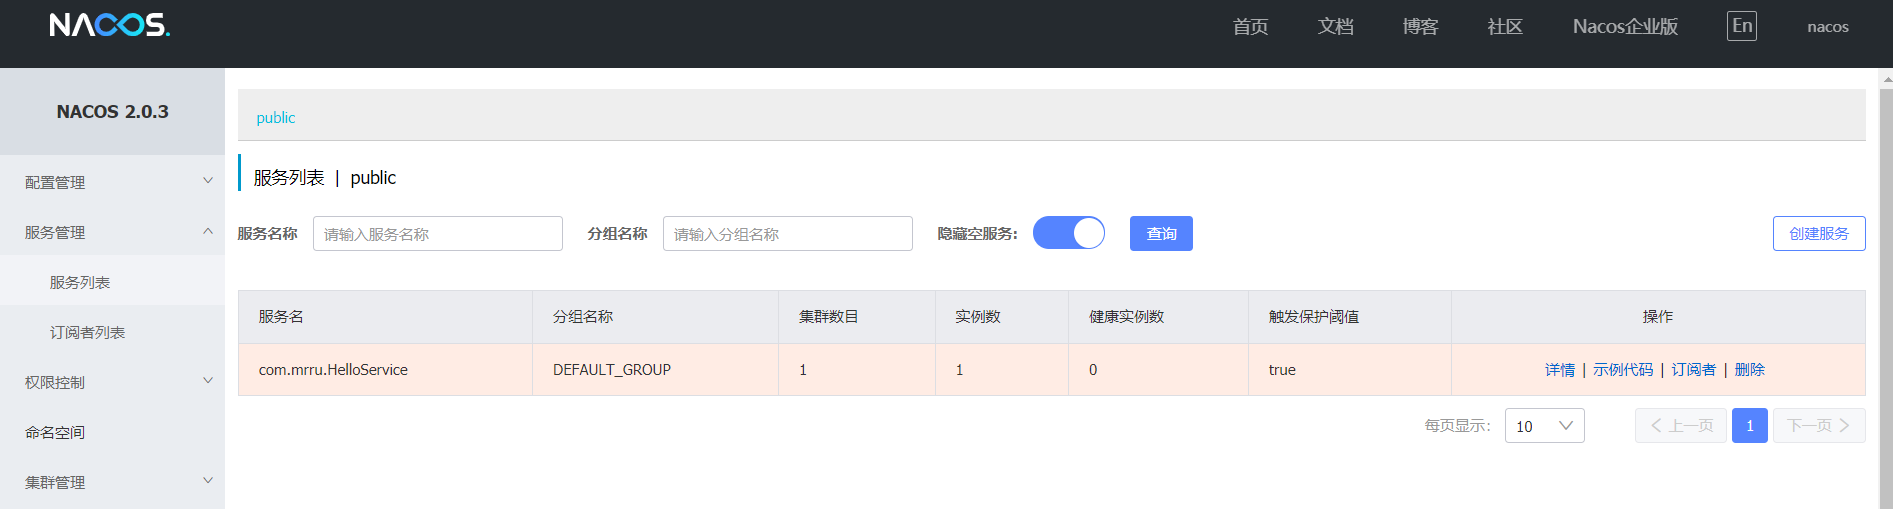 NACOS.
首页 文档 博客 社区 Nacos企业版 En nacos
NACOS 2.0.3
配置管理
服务管理
服务列表
订阅者列表
权限控制
命名空间
集群管理
public
服务列表 | public
服务名称 请输入服务名称 分组名称 请输入分组名称 隐藏空服务: 查询 创建服务
服务名 分组名称 集群数目 实例数 健康实例数 触发保护阈值 操作
com.mrru.HelloService DEFAULT_GROUP 1 1 0 true 详情 | 示例代码 | 订阅者 | 删除
每页显示: 10 上一页 1 下一页